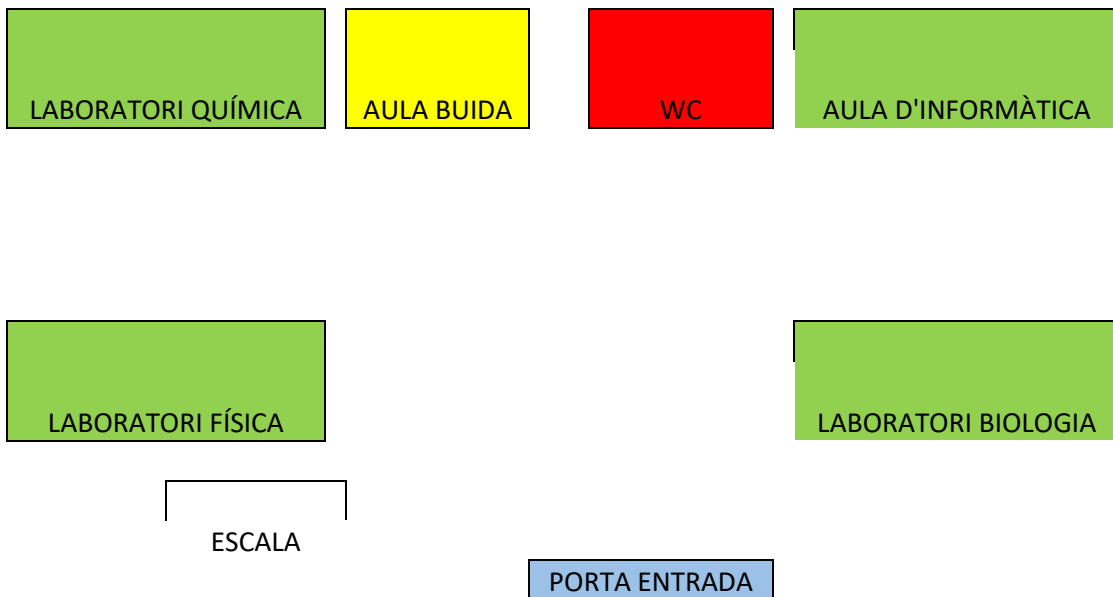 LABORATORI QUÍMICA
AULA BUIDA
WC
AULA D'INFORMÀTICA
LABORATORI FÍSICA
LABORATORI BIOLOGIA
ESCALA
PORTA ENTRADA